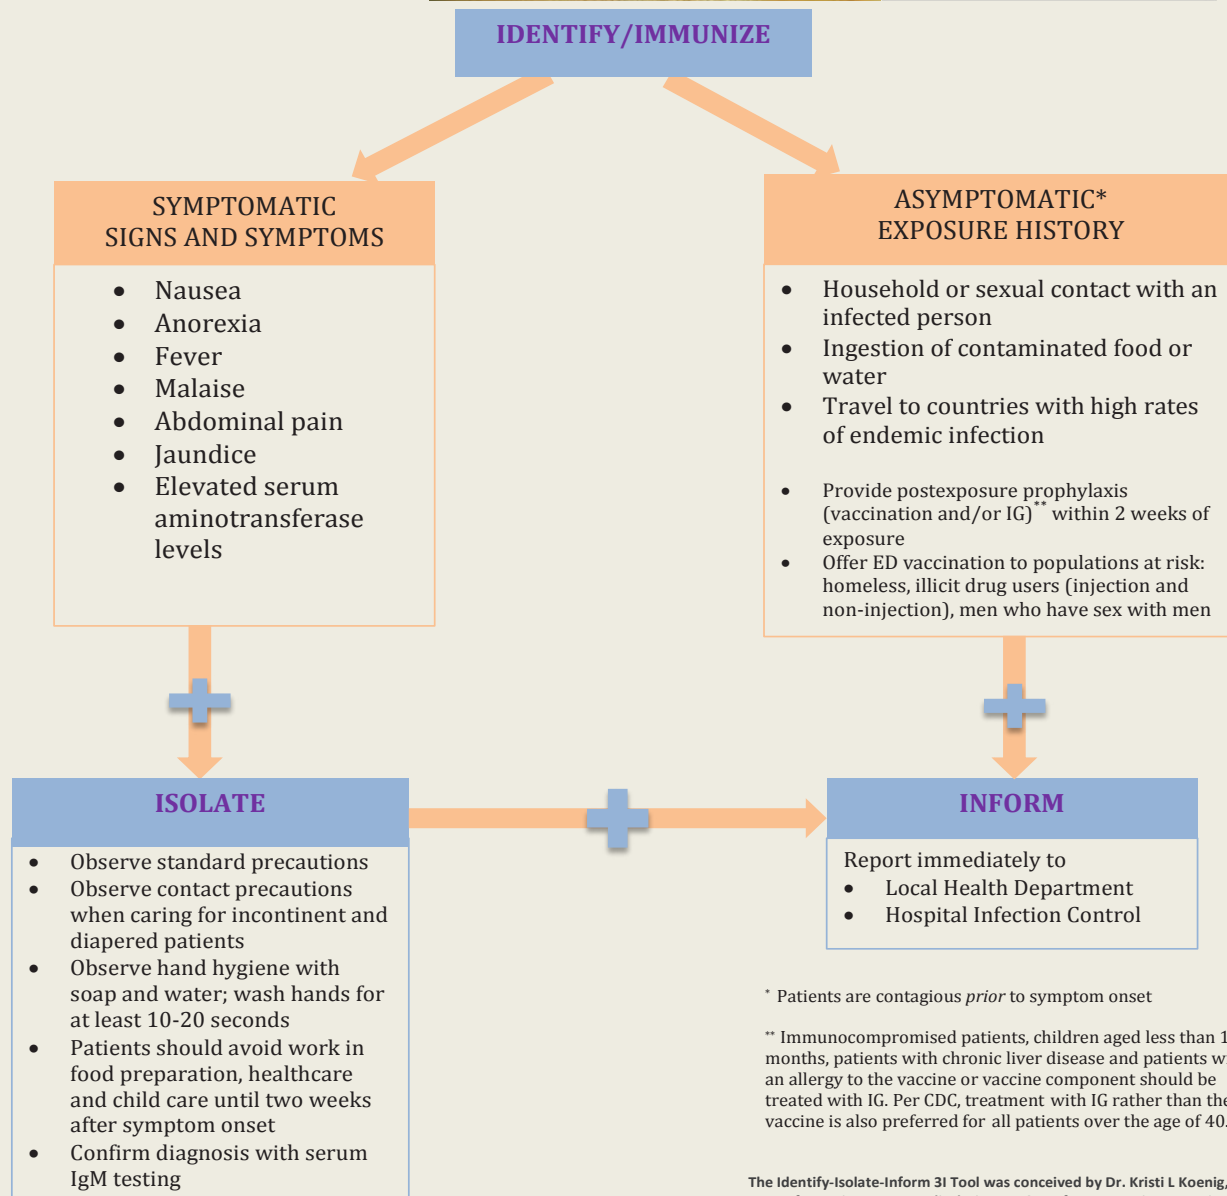 IDENTIFY/IMMUNIZE
SYMPTOMATIC
SIGNS AND SYMPTOMS
• Nausea
• Anorexia
• Fever
• Malaise
• Abdominal pain
• Jaundice
• Elevated serum
aminotransferase
levels
ASYMPTOMATIC*
EXPOSURE HISTORY
• Household or sexual contact with an
infected person
• Ingestion of contaminated food or
water
• Travel to countries with high rates
of endemic infection
• Provide postexposure prophylaxis
(vaccination and/or IG)** within 2 weeks of
exposure
• Offer ED vaccination to populations at risk:
homeless, illicit drug users (injection and
non-injection), men who have sex with men
ISOLATE
• Observe standard precautions
• Observe contact precautions
when caring for incontinent and
diapered patients
• Observe hand hygiene with
soap and water; wash hands for
at least 10-20 seconds
• Patients should avoid work in
food preparation, healthcare
and child care until two weeks
after symptom onset
• Confirm diagnosis with serum
IgM testing
INFORM
Report immediately to
• Local Health Department
• Hospital Infection Control
* Patients are contagious prior to symptom onset
** Immunocompromised patients, children aged less than
months, patients with chronic liver disease and patients
an allergy to the vaccine or vaccine component should be
treated with IG. Per CDC, treatment with IG rather than the
vaccine is also preferred for all patients over the age of 40.
The Identify-Isolate-Inform 3I Tool was conceived by Dr. Kristi L Koenig,